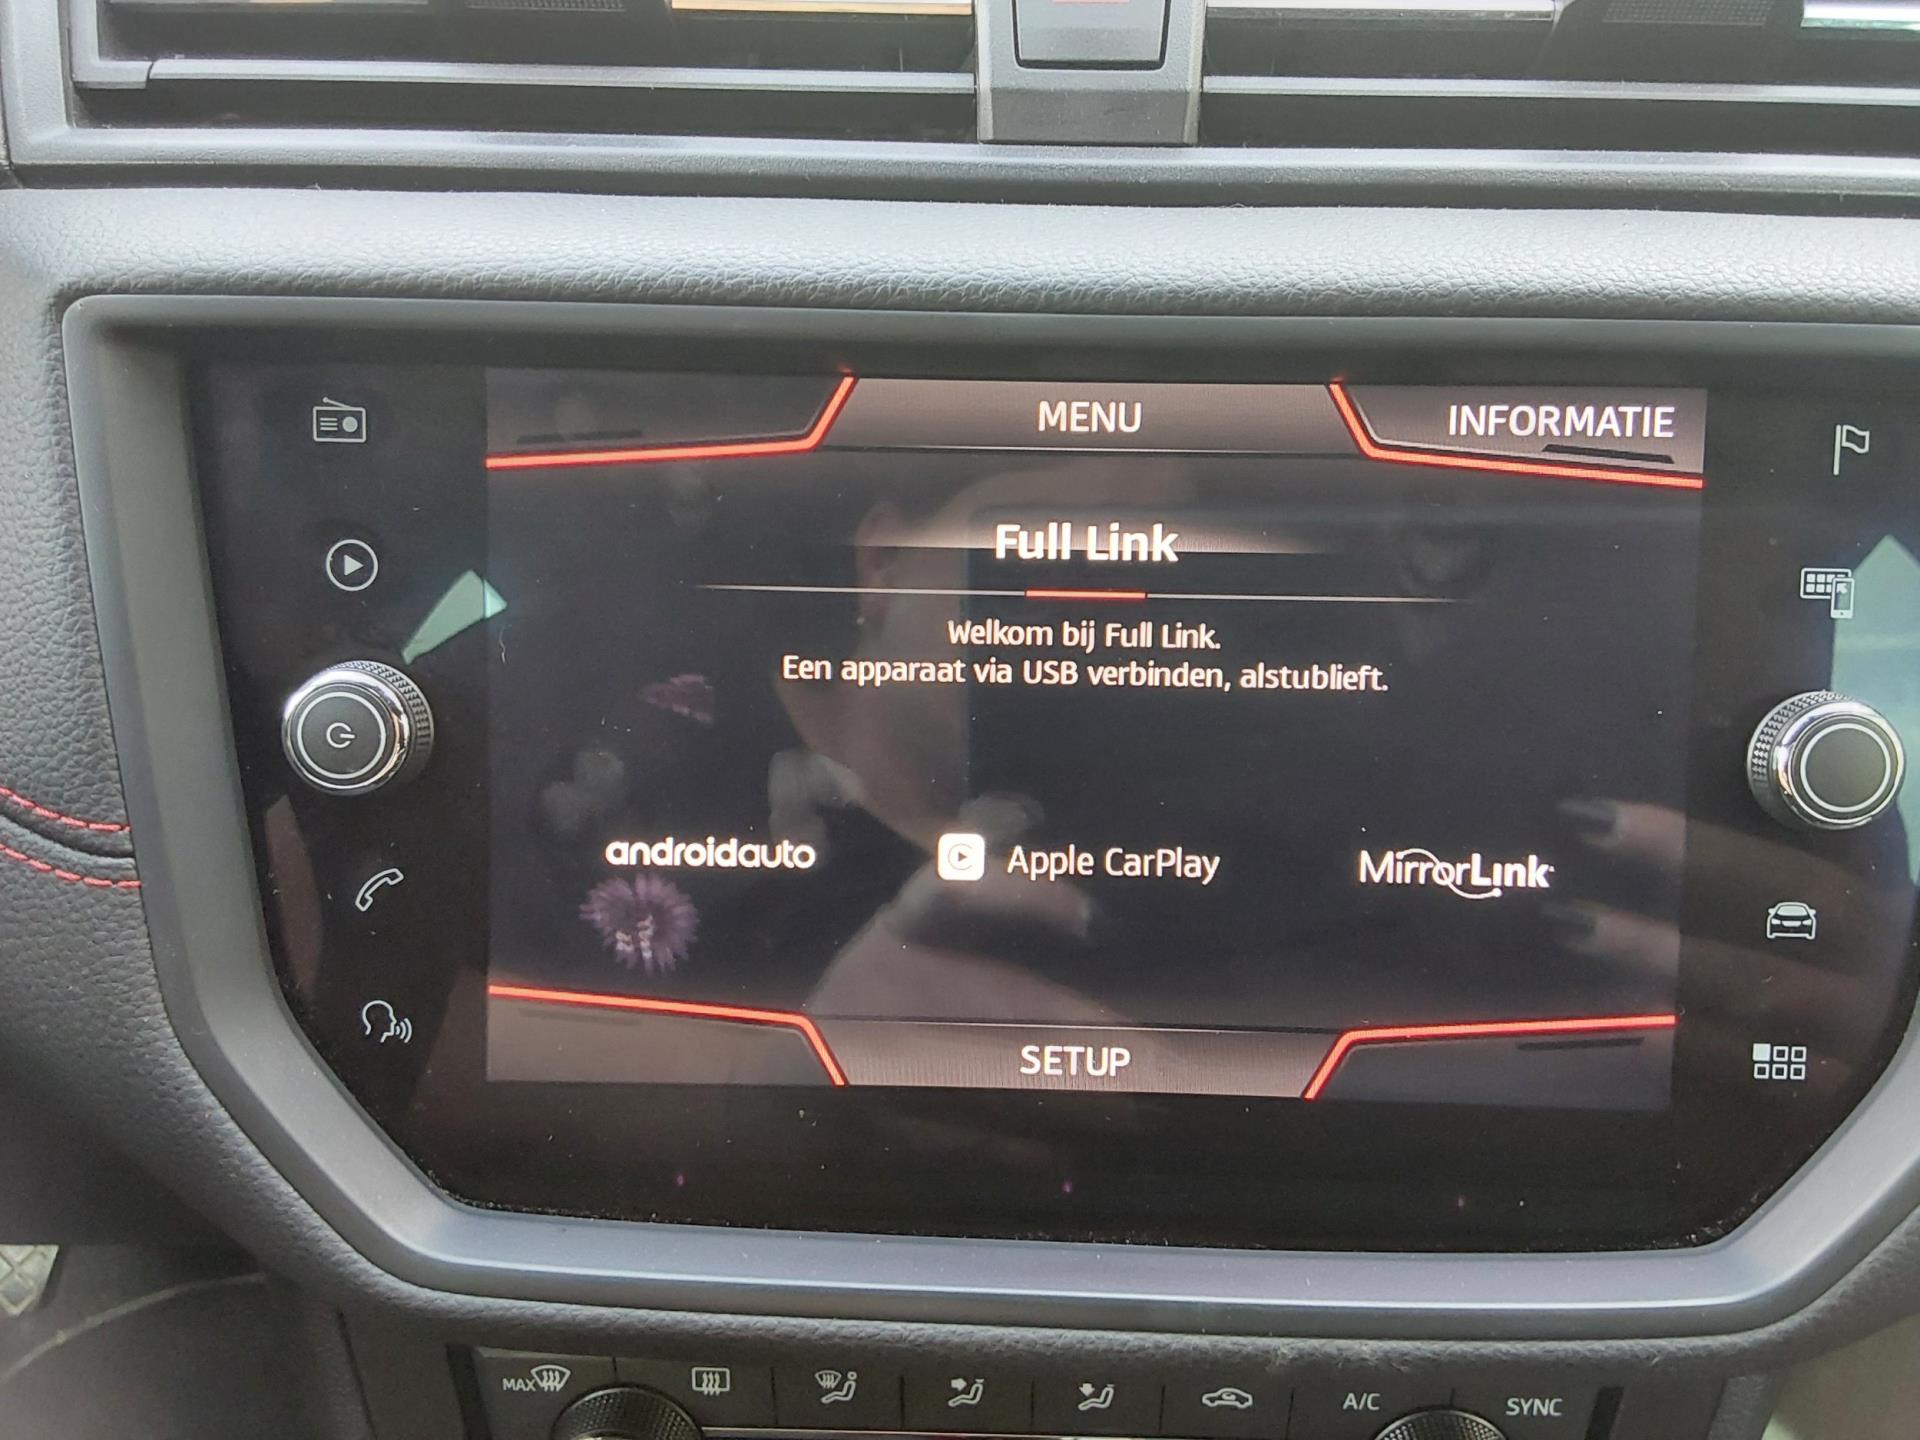 MENU
INFORMATIE
Full Link
Welkom bij Full Link.
Een apparaat via USB verbinden, alstublieft.
androidauto
Apple CarPlay
MirrorLink
SETUP
MAX
A/C
SYNC